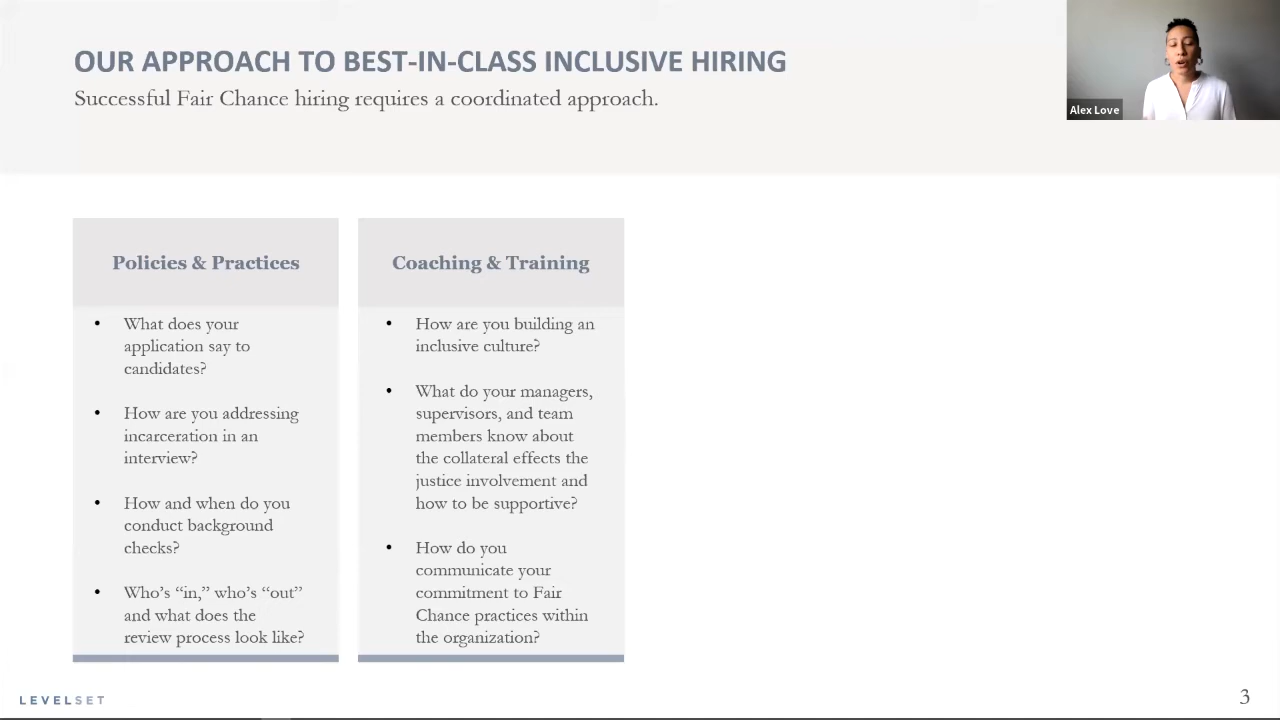 OUR APPROACH TO BEST-IN-CLASS INCLUSIVE HIRING
Successful Fair Chance hiring requires a coordinated approach.
Alex Love
Policies & Practices
• What does your
application say to
candidates?
• How are you addressing
incarceration in an
interview?
• How and when do you
conduct background
checks?
• Who’s “in,” who’s “out”
and what does the
review process look like?
Coaching & Training
• How are you building an
inclusive culture?
• What do your managers,
supervisors, and team
members know about
the collateral effects the
justice involvement and
how to be supportive?
• How do you
communicate your
commitment to Fair
Chance practices within
the organization?
LEVELSET
3